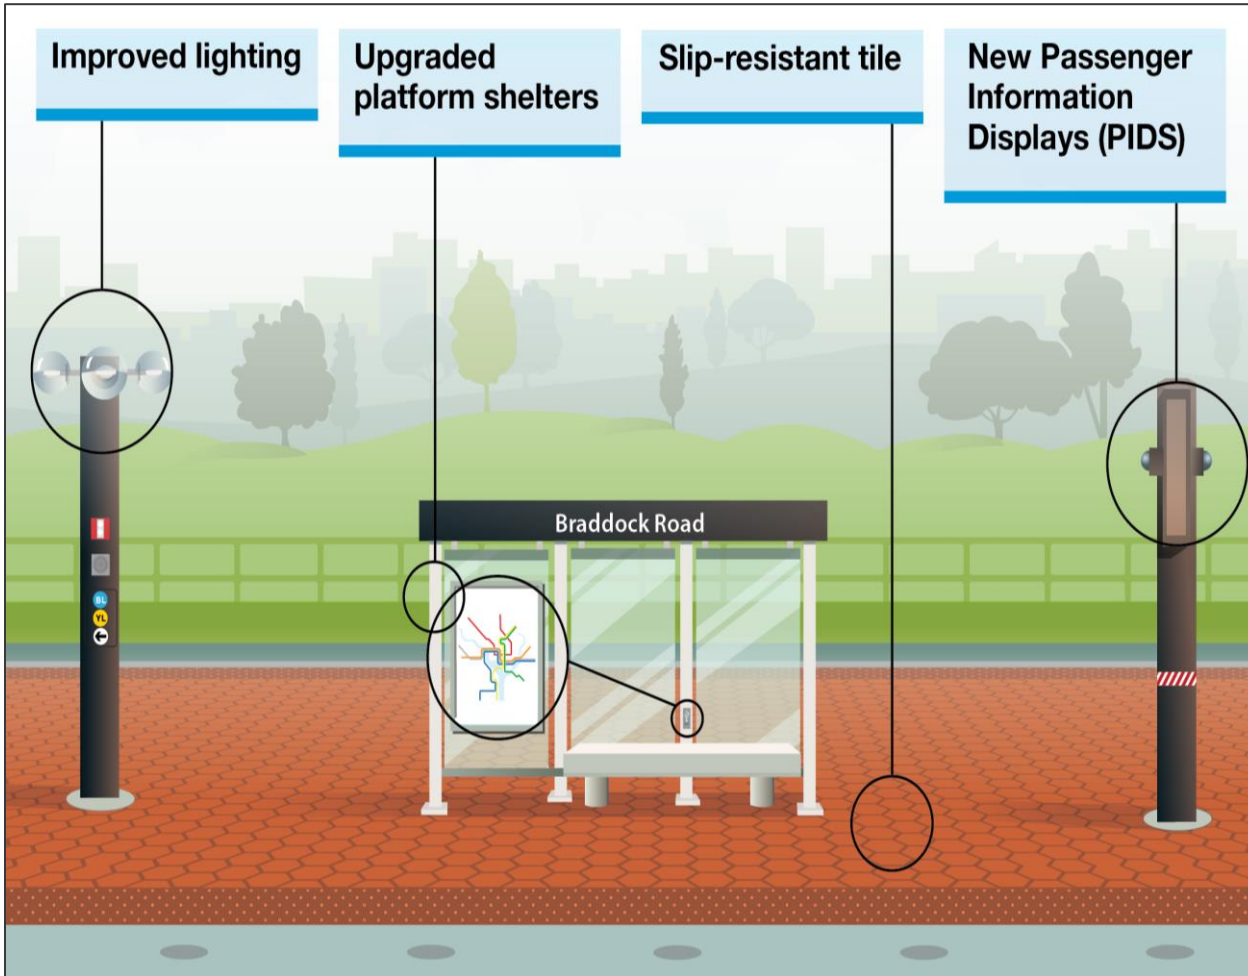 Improved lighting
Upgraded
platform shelters
Slip-resistant tile
New Passenger
Information
Displays (PIDS)
Braddock Road
BL
YL